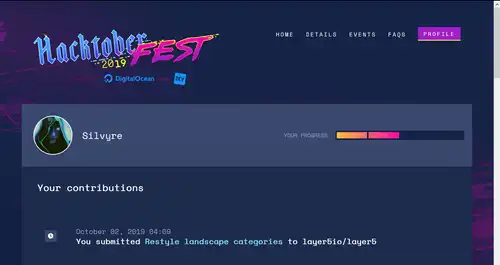 Hacktober
FEST
2019
DigitalOcean
DEV
HOME DETAILS EVENTS FAQS PROFILE
Silvyre
YOUR PROGRESS
Your contributions
October 02, 2019 04:09
You submitted Restyle landscape categories to layer5io/layer5